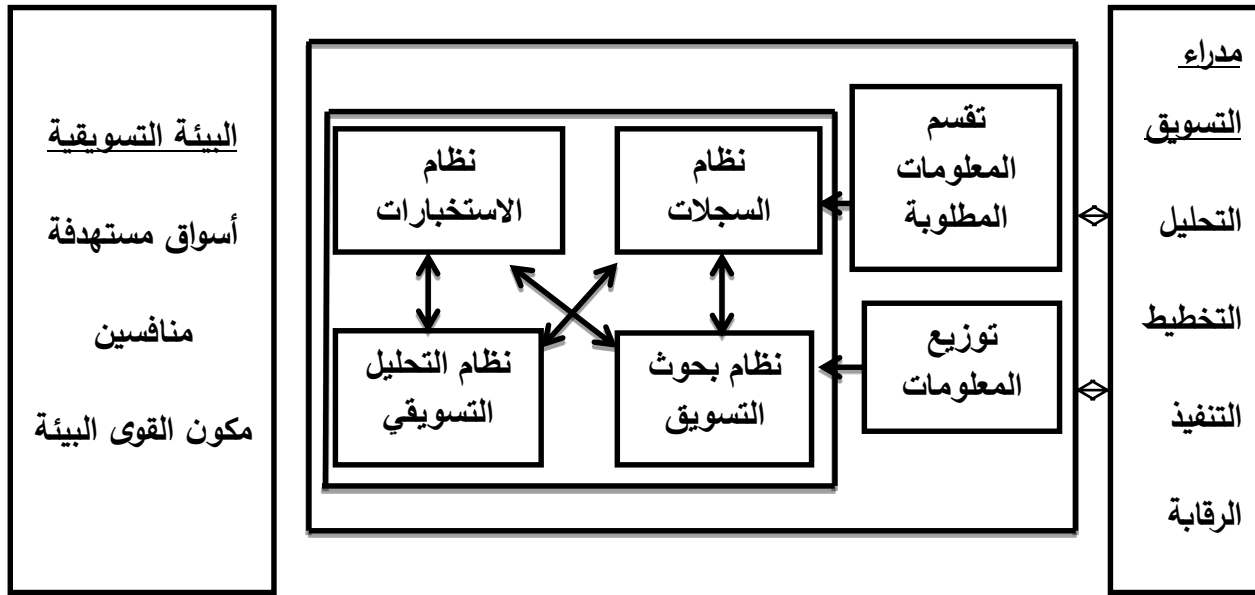 مدراء
التسويق
التحليل
التخطيط
التنفيذ
الرقابة
تقسم
المعلومات
المطلوبة
توزيع
المعلومات
نظام
السجلات
نظام
الاستخبارات
نظام بحوث
التسويق
نظام التحليل
التسويقي
البيئة التسويقية
أسواق مستهدفة
منافسين
مكون القوى البيئة